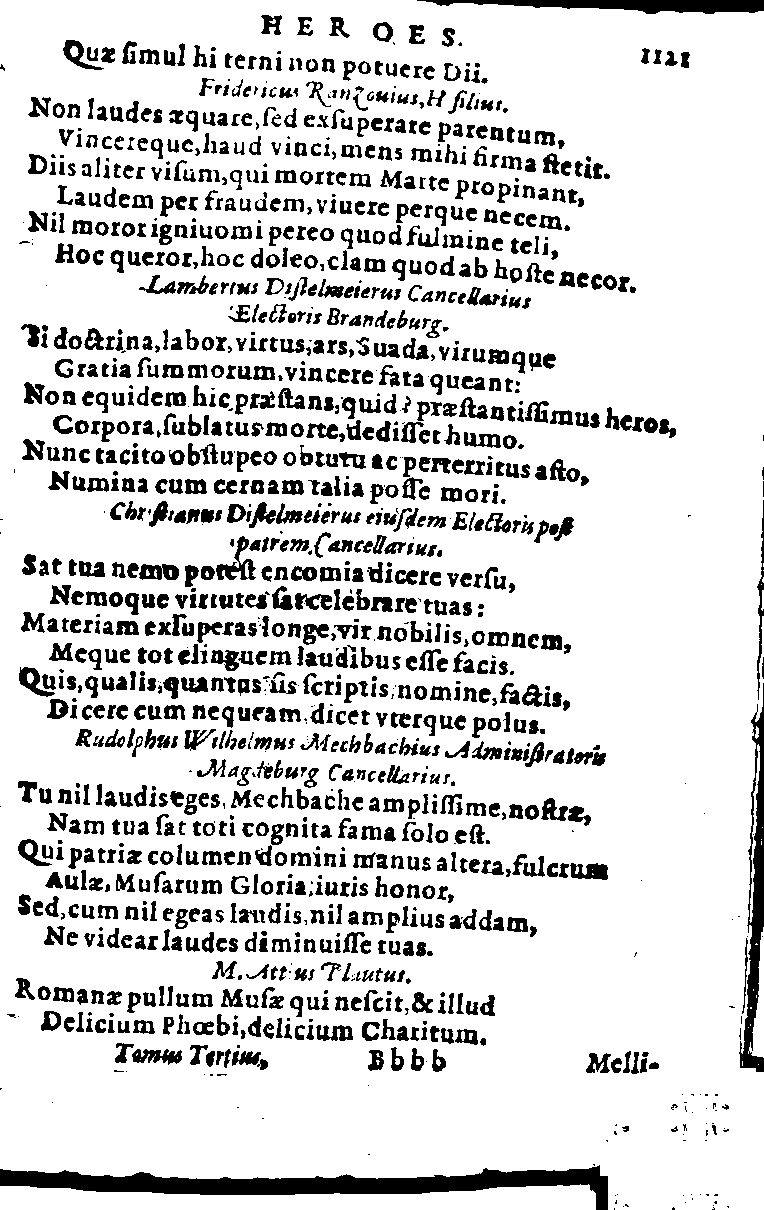 HEROES. 1121
Quæ ſimul hi terni non potuere Dii.
Fridericus Ranzouius, H filius.
Non laudes æquare, ſed exſuperare parentum,
Vincereque, haud vinci, mens mihi firma ſtetit.
Diis aliter viſum, qui mortem Marte propinant,
Laudem per fraudem, viuere perque necem.
Nil moror igniuomi pereo quod fulmine teli,
Hoc queror, hoc doleo, clam quod ab hoſte necor.
Lambertus Diſtelmeierus Cancellarius
Electoris Brandeburg.
Si doctrina, labor, virtus, ars, Suada, virumque
Gratia ſummorum, vincere fata queant:
Non equidem hic præſtans, quid? præſtantiſſimus heros,
Corpora, ſublatus morte, dediſſet humo.
Nunc tacito obſtupeo obtutu ac perterritus aſto,
Numina cum cernam talia poſſe mori.
Chriſtianus Diſtelmeierus eiuſdem Electoris poſt
patrem Cancellarius.
Sat tua nemo poteſt encomia dicere verſu,
Nemoque virtutes ſat celebrare tuas:
Materiam exſuperas longe, vir nobilis, omnem,
Meque tot elinguem laudibus eſſe facis.
Quis, qualis, quantus ſis ſcriptis, nomine, factis,
Dicere cum nequeam, dicet vterque polus.
Rudolphus Wilhelmus Mechbachius Adminiſtratoris
Magdeburg Cancellarius.
Tu nil laudis eges, Mechbache ampliſſime, noſtræ,
Nam tua ſat toti cognita fama ſolo eſt.
Qui patriæ columen domini manus altera, fulcrum
Aulæ, Muſarum Gloria, iuris honor,
Sed, cum nil egeas laudis, nil amplius addam,
Ne videar laudes diminuiſſe tuas.
M. Attius Plautus.
Romanæ pullum Muſæ qui neſcit, & illud
Delicium Phœbi, delicium Charitum.
Tomus Tertius, Bbbb Melli-